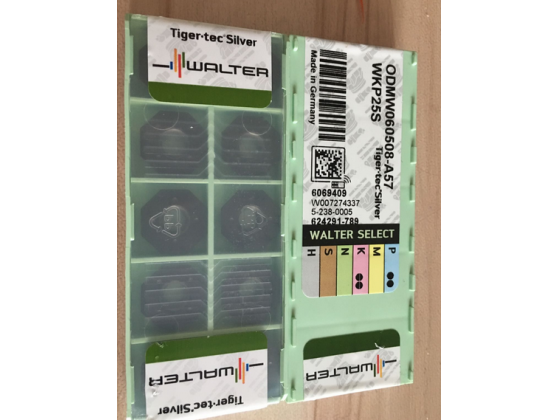 Tiger·tec®Silver
WALTER
WALTER
Tiger·tec®Silver
ODMW060508-A57
WKP25S
Tiger·tec®Silver
Made in Germany
6069409
W007274337
5-238-0005
624291-789
WALTER SELECT
P
M
K
N
S
H
WALTER